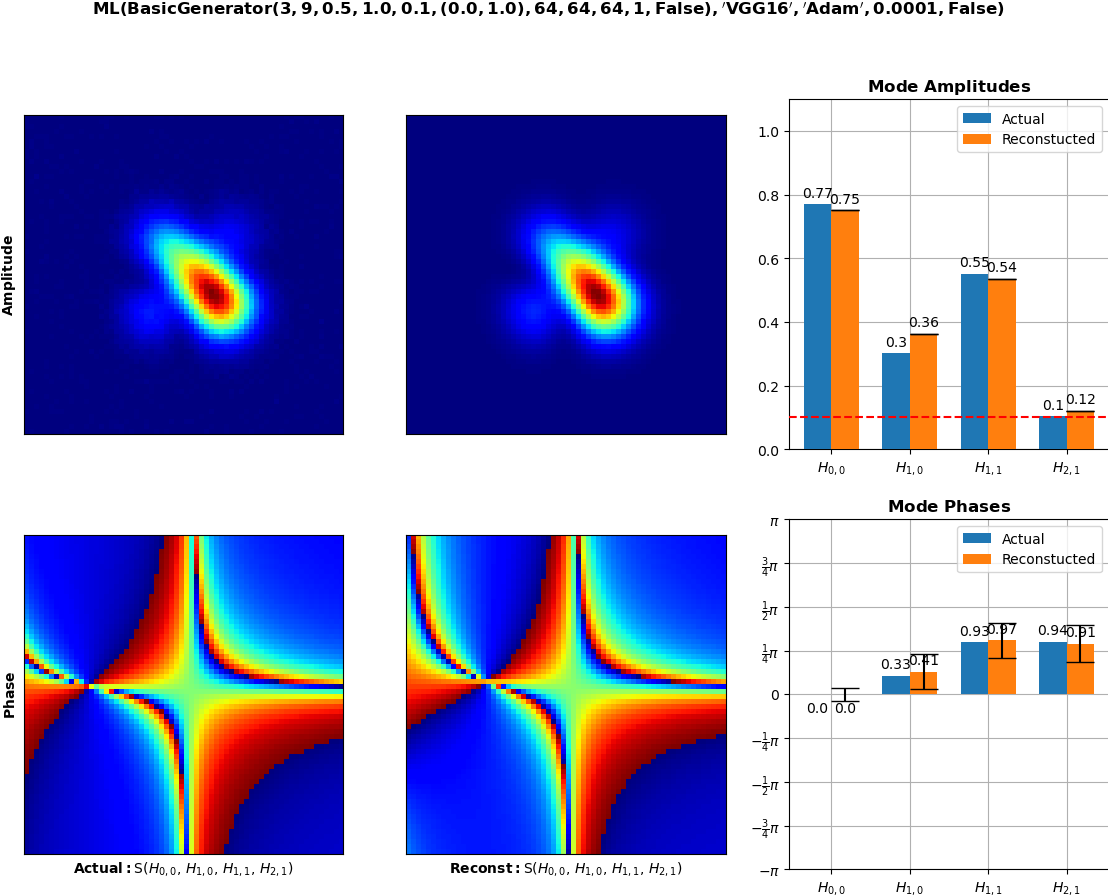 ML(BasicGenerator(3, 9, 0.5, 1.0, 0.1, (0.0, 1.0), 64, 64, 64, 1, False), ′VGG16′, ′Adam′, 0.0001, False)
Mode Amplitudes
Amplitude
1.0
0.8
0.6
0.4
0.2
0.0
Actual
Reconstucted
0.77
0.75
0.3
0.36
0.55
0.54
0.1
0.12
H0,0
H1,0
H1,1
H2,1
Mode Phases
Phase
π
3/4 π
1/2 π
1/4 π
0
−1/4 π
−1/2 π
−3/4 π
−π
Actual
Reconstucted
0.0
0.0
0.33
0.41
0.93
0.97
0.94
0.91
H0,0
H1,0
H1,1
H2,1
Actual: S(H0,0, H1,0, H1,1, H2,1)
Reconst: S(H0,0, H1,0, H1,1, H2,1)